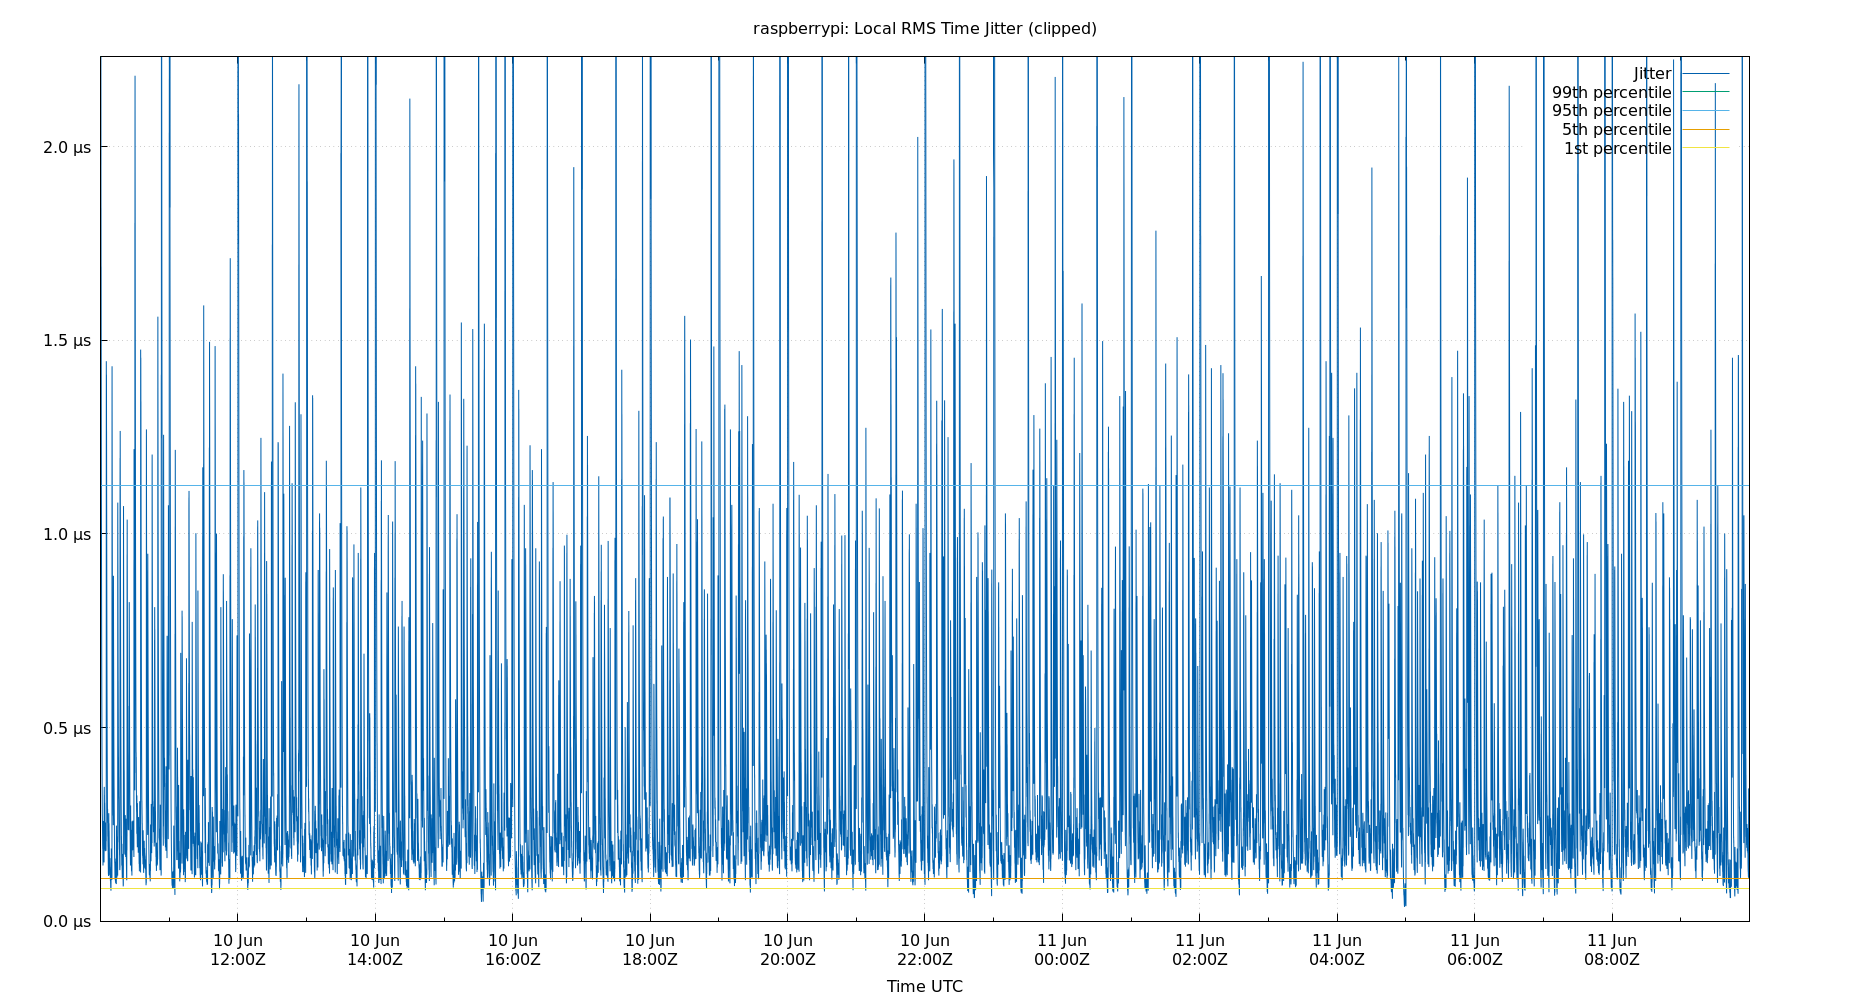 raspberrypi: Local RMS Time Jitter (clipped)
Jitter
99th percentile
95th percentile
5th percentile
1st percentile
2.0 µs
1.5 µs
1.0 µs
0.5 µs
0.0 µs
10 Jun 10 Jun 10 Jun 10 Jun 10 Jun 10 Jun 11 Jun 11 Jun 11 Jun 11 Jun 11 Jun
12:00Z 14:00Z 16:00Z 18:00Z 20:00Z 22:00Z 00:00Z 02:00Z 04:00Z 06:00Z 08:00Z
Time UTC